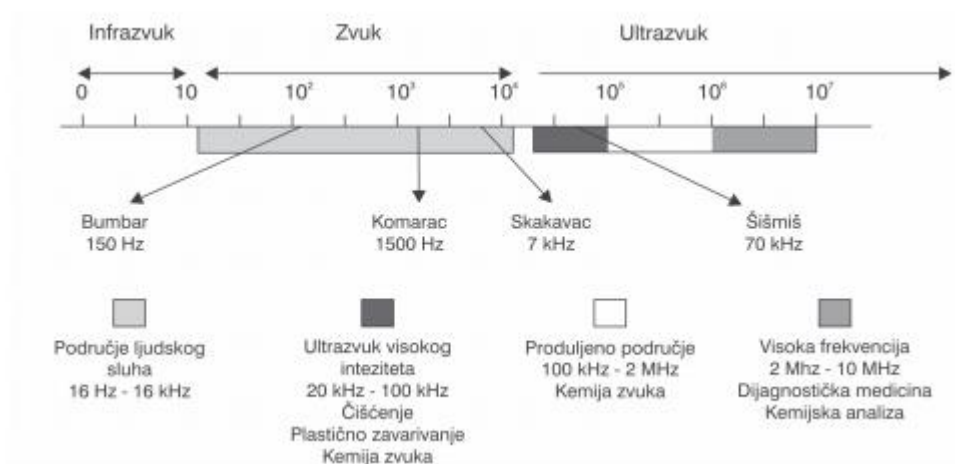 Infrazvuk Zvuk Ultrazvuk
0 10 10² 10³ 10⁴ 10⁵ 10⁶ 10⁷
Bumbar
150 Hz
Komarac
1500 Hz
Skakavac
7 kHz
Šišmiš
70 kHz
Područje ljudskog
sluha
16 Hz - 16 kHz
Ultrazvuk visokog
inteziteta
20 kHz - 100 kHz
Čišćenje
Plastično zavarivanje
Kemija zvuka
Produljeno područje
100 kHz - 2 MHz
Kemija zvuka
Visoka frekvencija
2 Mhz - 10 MHz
Dijagnostička medicina
Kemijska analiza